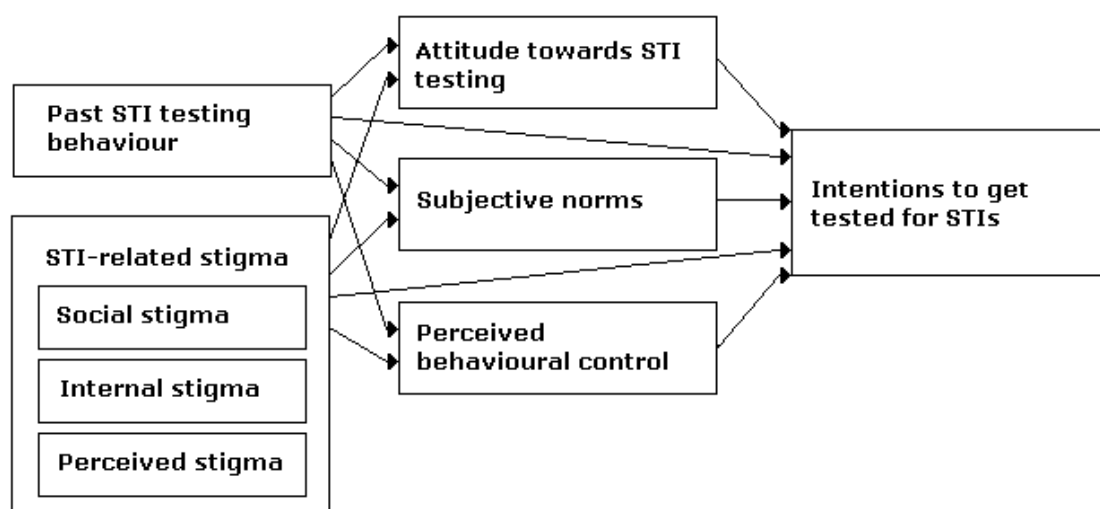 Past STI testing
behaviour
STI-related stigma
Social stigma
Internal stigma
Perceived stigma
Attitude towards STI
testing
Subjective norms
Perceived
behavioural control
Intentions to get
tested for STIs